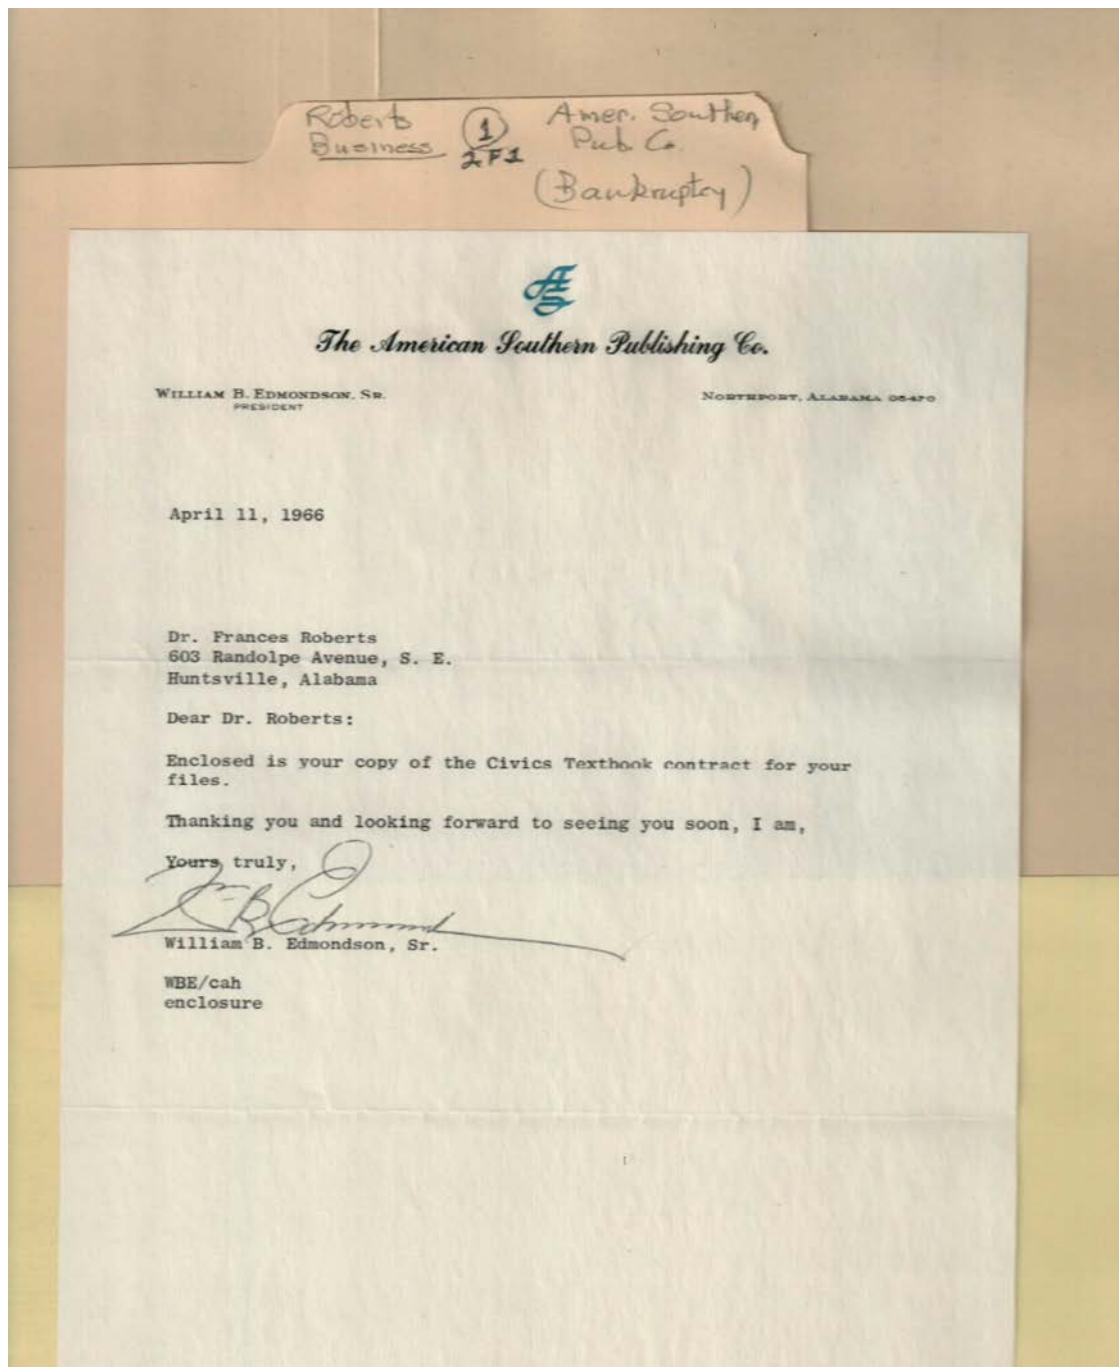 Roberts
Business
1
2F1
Amer. Southern
Pub. Co.
(Bankruptcy)
AS
The American Southern Publishing Co.
WILLIAM B. EDMONDSON, SR.
PRESIDENT
NORTHPORT, ALABAMA
April 11, 1966
Dr. Frances Roberts
603 Randolpe Avenue, S. E.
Huntsville, Alabama
Dear Dr. Roberts:
Enclosed is your copy of the Civics Textbook contract for your
files.
Thanking you and looking forward to seeing you soon, I am,
Yours truly,
William B. Edmondson, Sr.
WBE/cah
enclosure